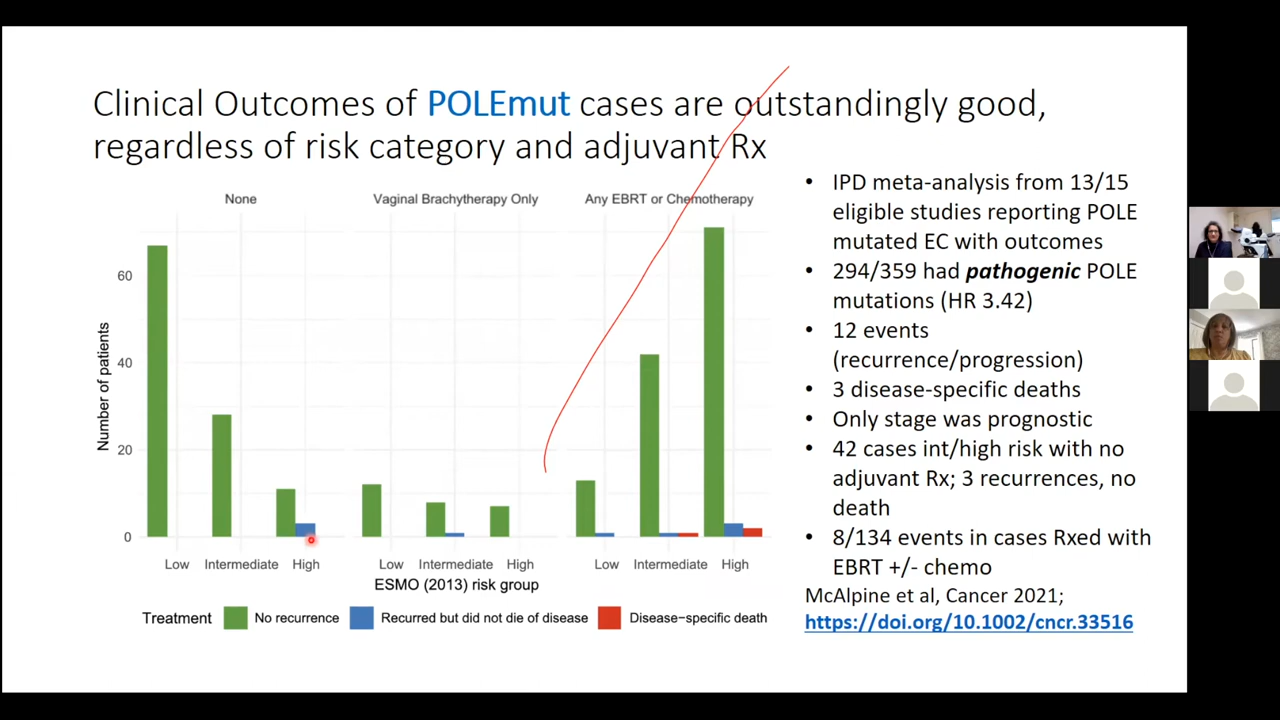 Clinical Outcomes of POLEmut cases are outstandingly good,
regardless of risk category and adjuvant Rx
None
Vaginal Brachytherapy Only
Any EBRT or Chemotherapy
Number of patients
60
40
20
0
Low
Intermediate
High
Low
Intermediate
High
Low
Intermediate
High
ESMO (2013) risk group
Treatment
No recurrence
Recurred but did not die of disease
Disease−specific death
• IPD meta-analysis from 13/15
eligible studies reporting POLE
mutated EC with outcomes
• 294/359 had pathogenic POLE
mutations (HR 3.42)
• 12 events
(recurrence/progression)
• 3 disease-specific deaths
• Only stage was prognostic
• 42 cases int/high risk with no
adjuvant Rx; 3 recurrences, no
death
• 8/134 events in cases Rxed with
EBRT +/- chemo
McAlpine et al, Cancer 2021;
https://doi.org/10.1002/cncr.33516